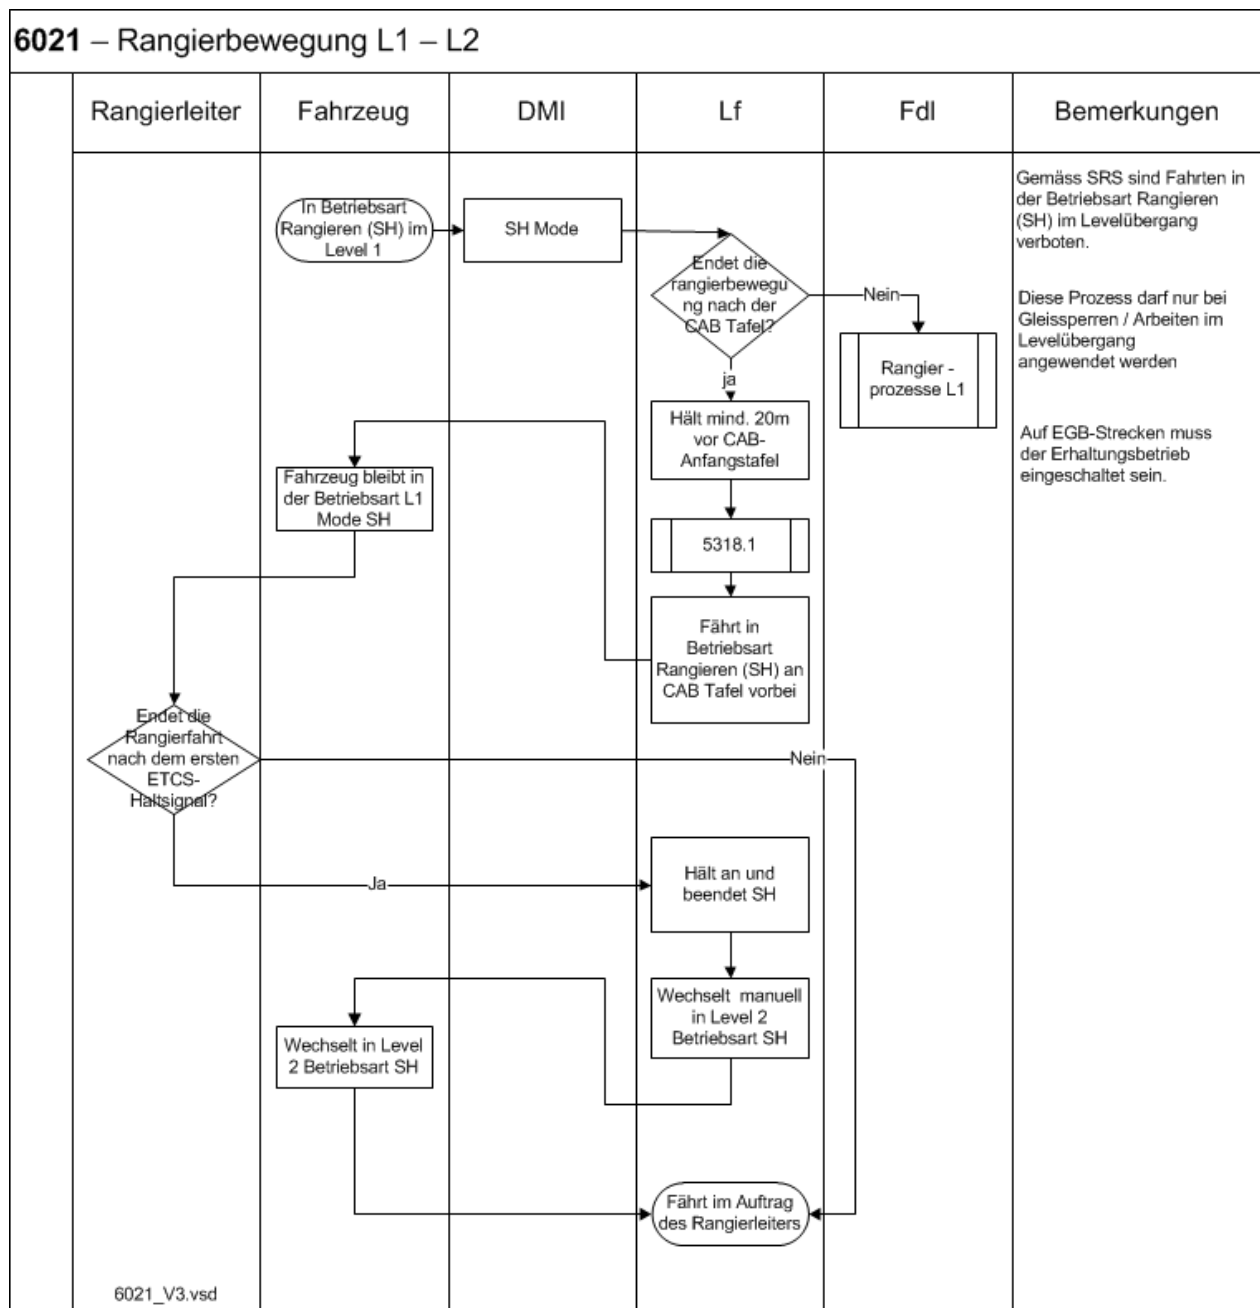 6021 – Rangierbewegung L1 – L2
Rangierleiter
Fahrzeug
DMI
Lf
Fdl
Bemerkungen
In Betriebsart
Rangieren (SH) im
Level 1
SH Mode
Endet die
rangierbewegu
ng nach der
CAB Tafel?
Nein
Rangier -
prozesse L1
ja
Hält mind. 20m
vor CAB-
Anfangstafel
5318.1
Fährt in
Betriebsart
Rangieren (SH) an
CAB Tafel vorbei
Fahrzeug bleibt in
der Betriebsart L1
Mode SH
Endet die
Rangierfahrt
nach dem ersten
ETCS-
Haltsignal?
Nein
Ja
Hält an und
beendet SH
Wechselt manuell
in Level 2
Betriebsart SH
Wechselt in Level
2 Betriebsart SH
Fährt im Auftrag
des Rangierleiters
Gemäss SRS sind Fahrten in
der Betriebsart Rangieren
(SH) im Levelübergang
verboten.
Diese Prozess darf nur bei
Gleissperren / Arbeiten im
Levelübergang
angewendet werden
Auf EGB-Strecken muss
der Erhaltungsbetrieb
eingeschaltet sein.
6021_V3.vsd